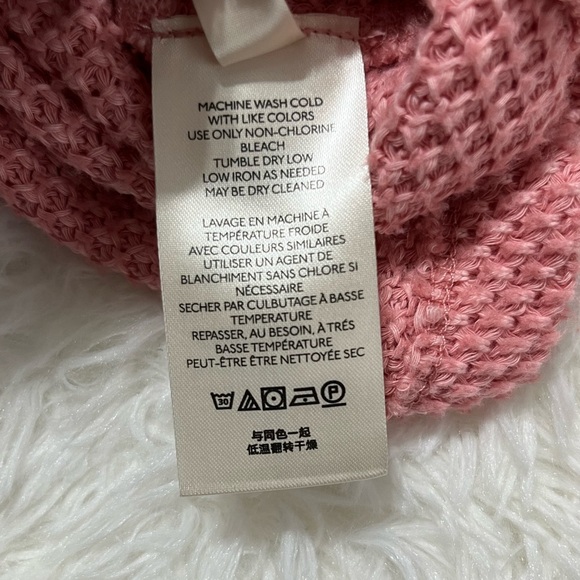 MACHINE WASH COLD
WITH LIKE COLORS
USE ONLY NON-CHLORINE
BLEACH
TUMBLE DRY LOW
LOW IRON AS NEEDED
MAY BE DRY CLEANED
LAVAGE EN MACHINE À
TEMPÉRATURE FROIDE
AVEC COULEURS SIMILAIRES
UTILISER UN AGENT DE
BLANCHIMENT SANS CHLORE SI
NÉCESSAIRE
SECHER PAR CULBUTAGE À BASSE
TEMPERATURE
REPASSER, AU BESOIN, À TRÉS
BASSE TEMPÉRATURE
PEUT-ÊTRE ÊTRE NETTOYÉE SEC
30 P
与同色一起
低温翻转干燥